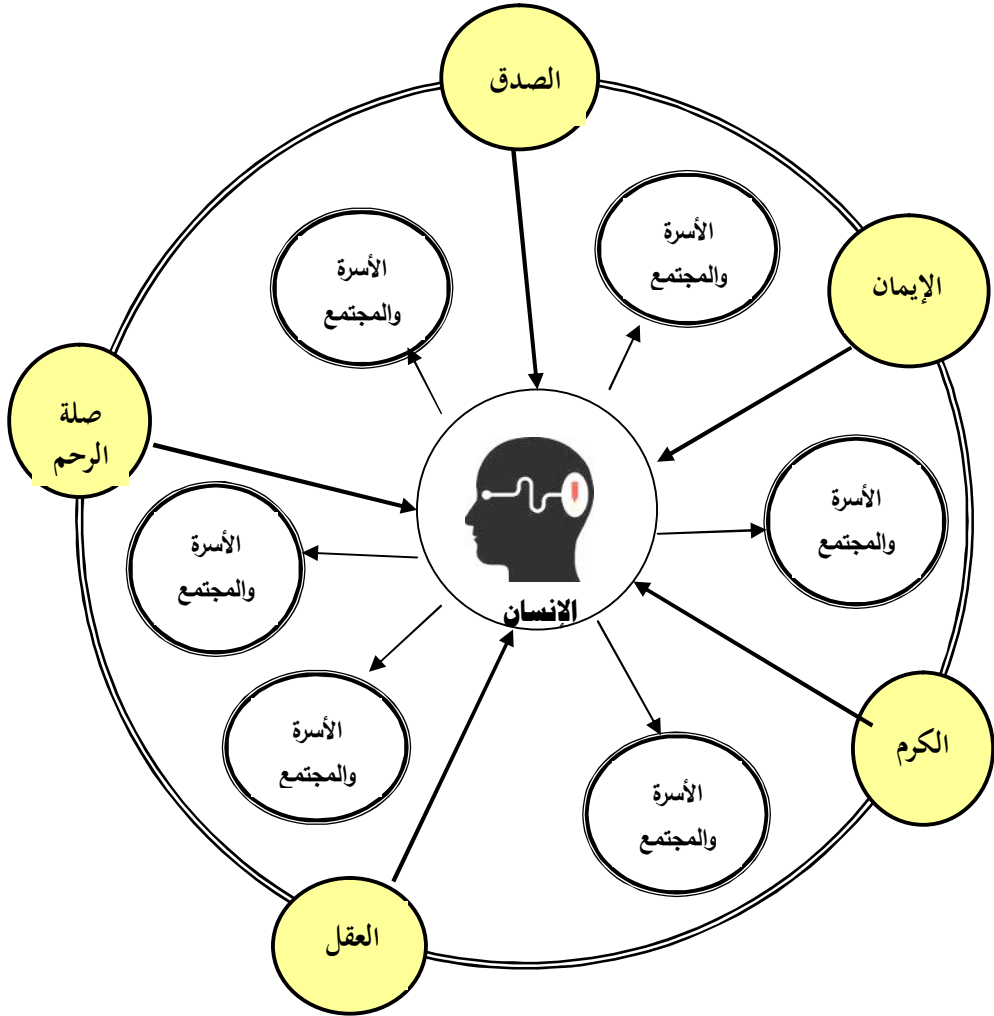 الصدق
الإيمان
الأسرة
والمجتمع
الأسرة
والمجتمع
صلة
الرحم
الأسرة
والمجتمع
الأسرة
والمجتمع
الإنسان
الكرم
الأسرة
والمجتمع
الأسرة
والمجتمع
العقل